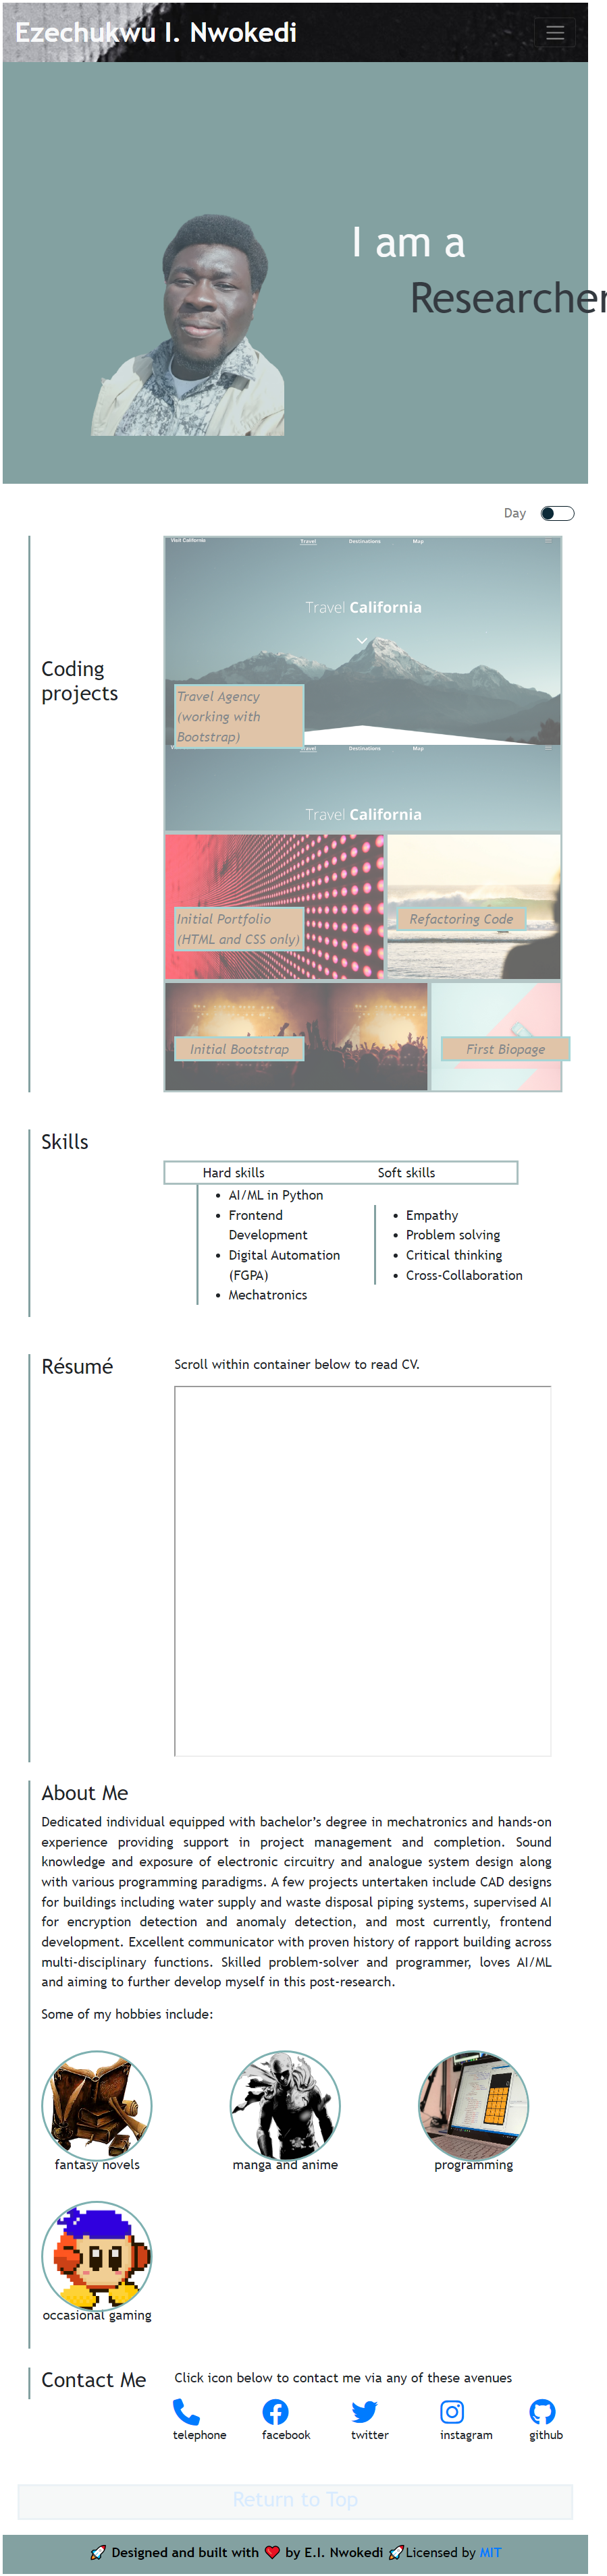 Ezechukwu I. Nwokedi
I am a
Researcher
Day
Coding
projects
Visit California
Travel
Destinations
Map
Travel California
Travel Agency
(working with
Bootstrap)
Travel
Destinations
Map
Travel California
Initial Portfolio
(HTML and CSS only)
Refactoring Code
Initial Bootstrap
First Biopage
Skills
Hard skills
Soft skills
• AI/ML in Python
• Frontend
Development
• Digital Automation
(FGPA)
• Mechatronics
• Empathy
• Problem solving
• Critical thinking
• Cross-Collaboration
Résumé
Scroll within container below to read CV.
About Me
Dedicated individual equipped with bachelor’s degree in mechatronics and hands-on
experience providing support in project management and completion. Sound
knowledge and exposure of electronic circuitry and analogue system design along
with various programming paradigms. A few projects untertaken include CAD designs
for buildings including water supply and waste disposal piping systems, supervised AI
for encryption detection and anomaly detection, and most currently, frontend
development. Excellent communicator with proven history of rapport building across
multi-disciplinary functions. Skilled problem-solver and programmer, loves AI/ML
and aiming to further develop myself in this post-research.
Some of my hobbies include:
fantasy novels
manga and anime
programming
occasional gaming
Contact Me
Click icon below to contact me via any of these avenues
telephone
facebook
twitter
instagram
github
Return to Top
🚀 Designed and built with ❤️ by E.I. Nwokedi 🚀Licensed by MIT